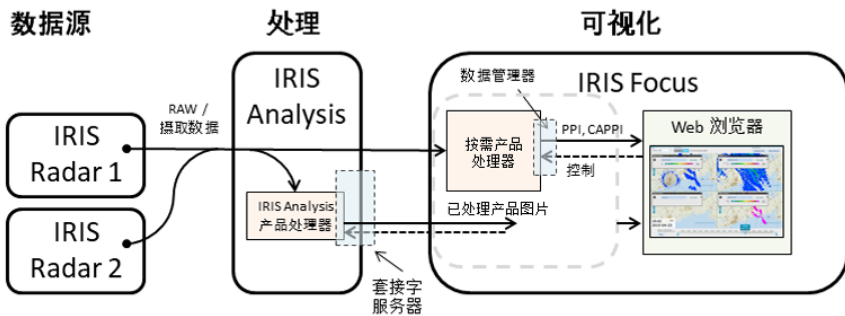 数据源
处理
可视化
IRIS
Analysis
IRIS Focus
数据管理器
RAW /
摄取数据
IRIS
Radar 1
按需产品
处理器
PPI, CAPPI
控制
Web 浏览器
IRIS Analysis
产品处理器
已处理产品图片
IRIS
Radar 2
套接字
服务器